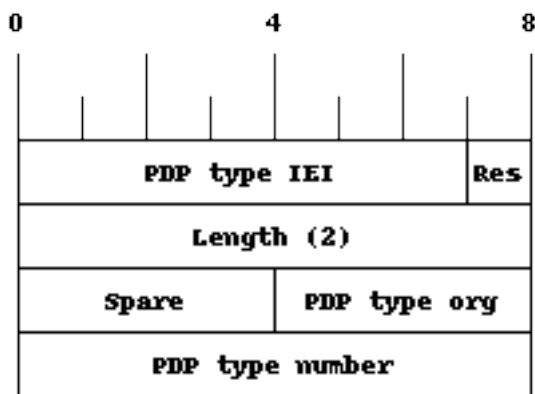 0 4 8
PDP type IEI Res
Length (2)
Spare PDP type org
PDP type number